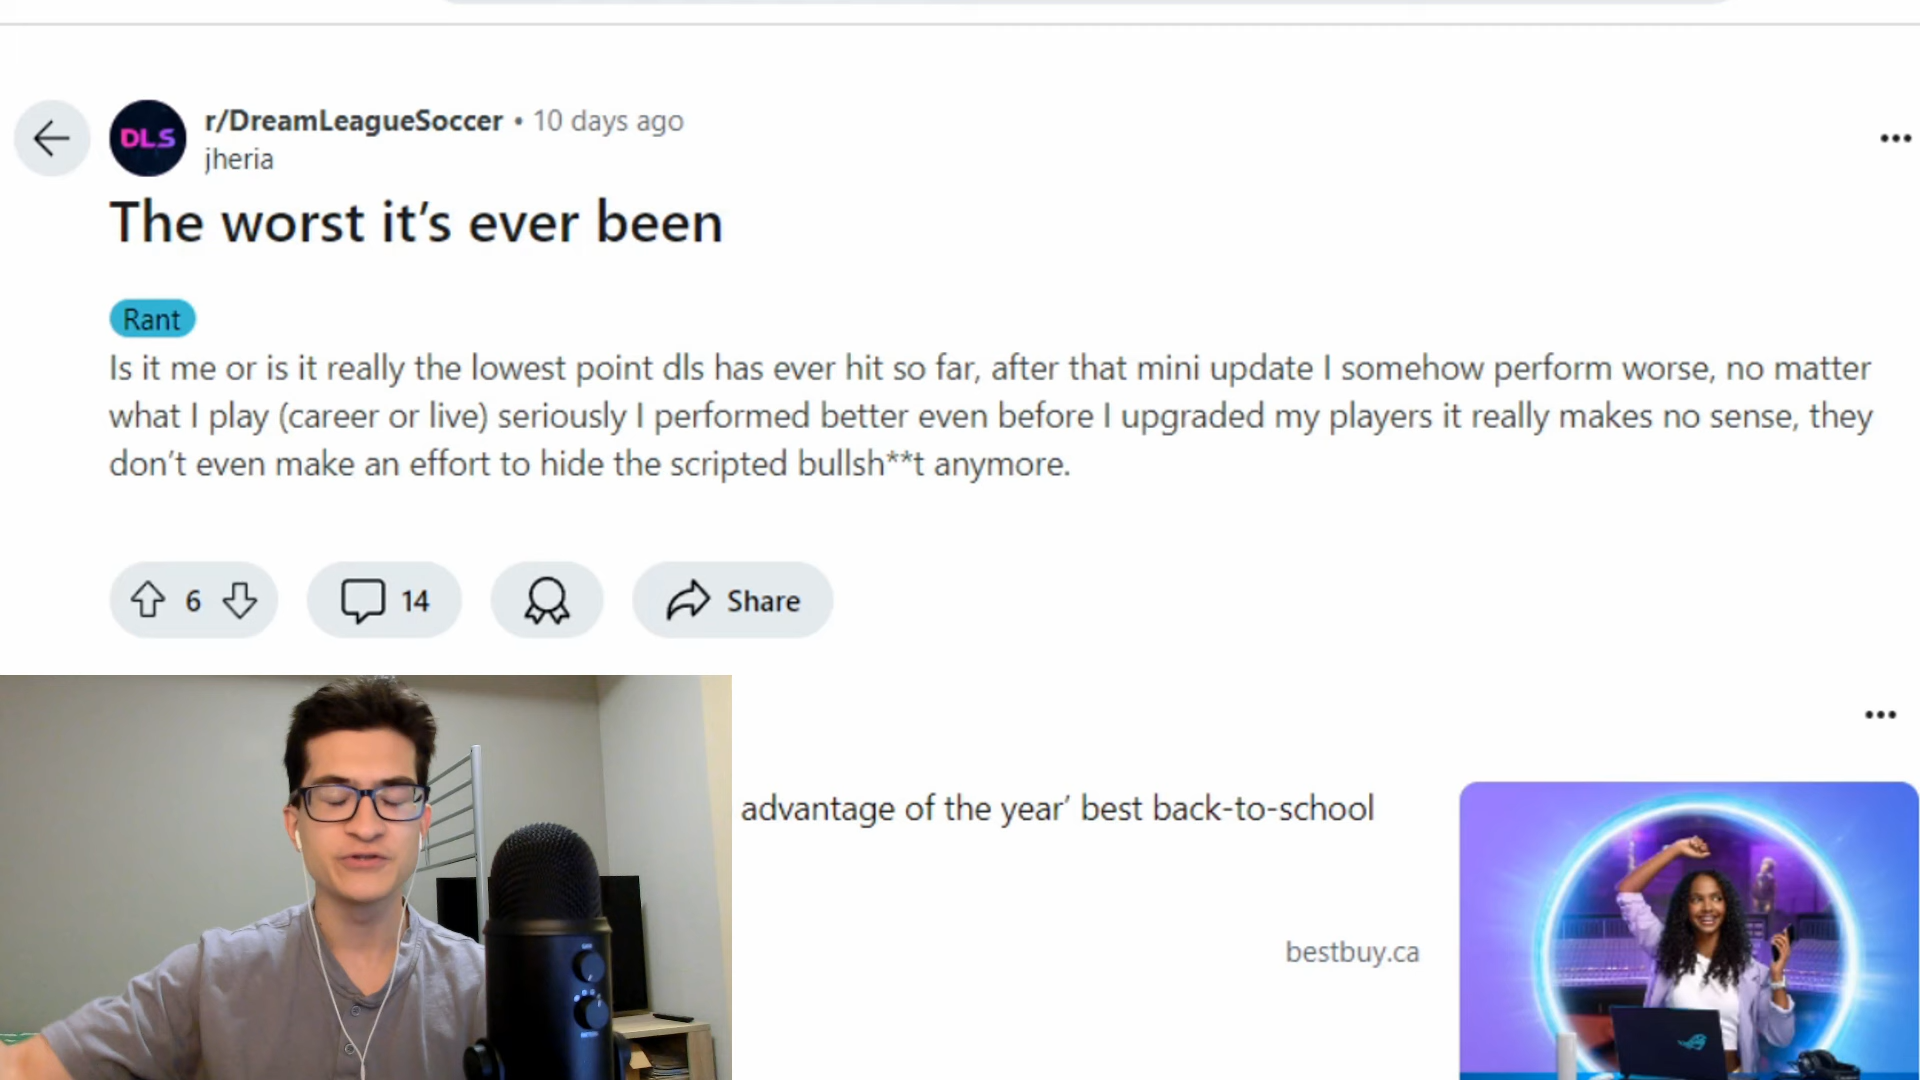 r/DreamLeagueSoccer • 10 days ago
DLS
jheria
The worst it’s ever been
Rant
Is it me or is it really the lowest point dls has ever hit so far, after that mini update I somehow perform worse, no matter
what I play (career or live) seriously I performed better even before I upgraded my players it really makes no sense, they
don’t even make an effort to hide the scripted bullsh**t anymore.
6
14
Share
advantage of the year’ best back-to-school
bestbuy.ca